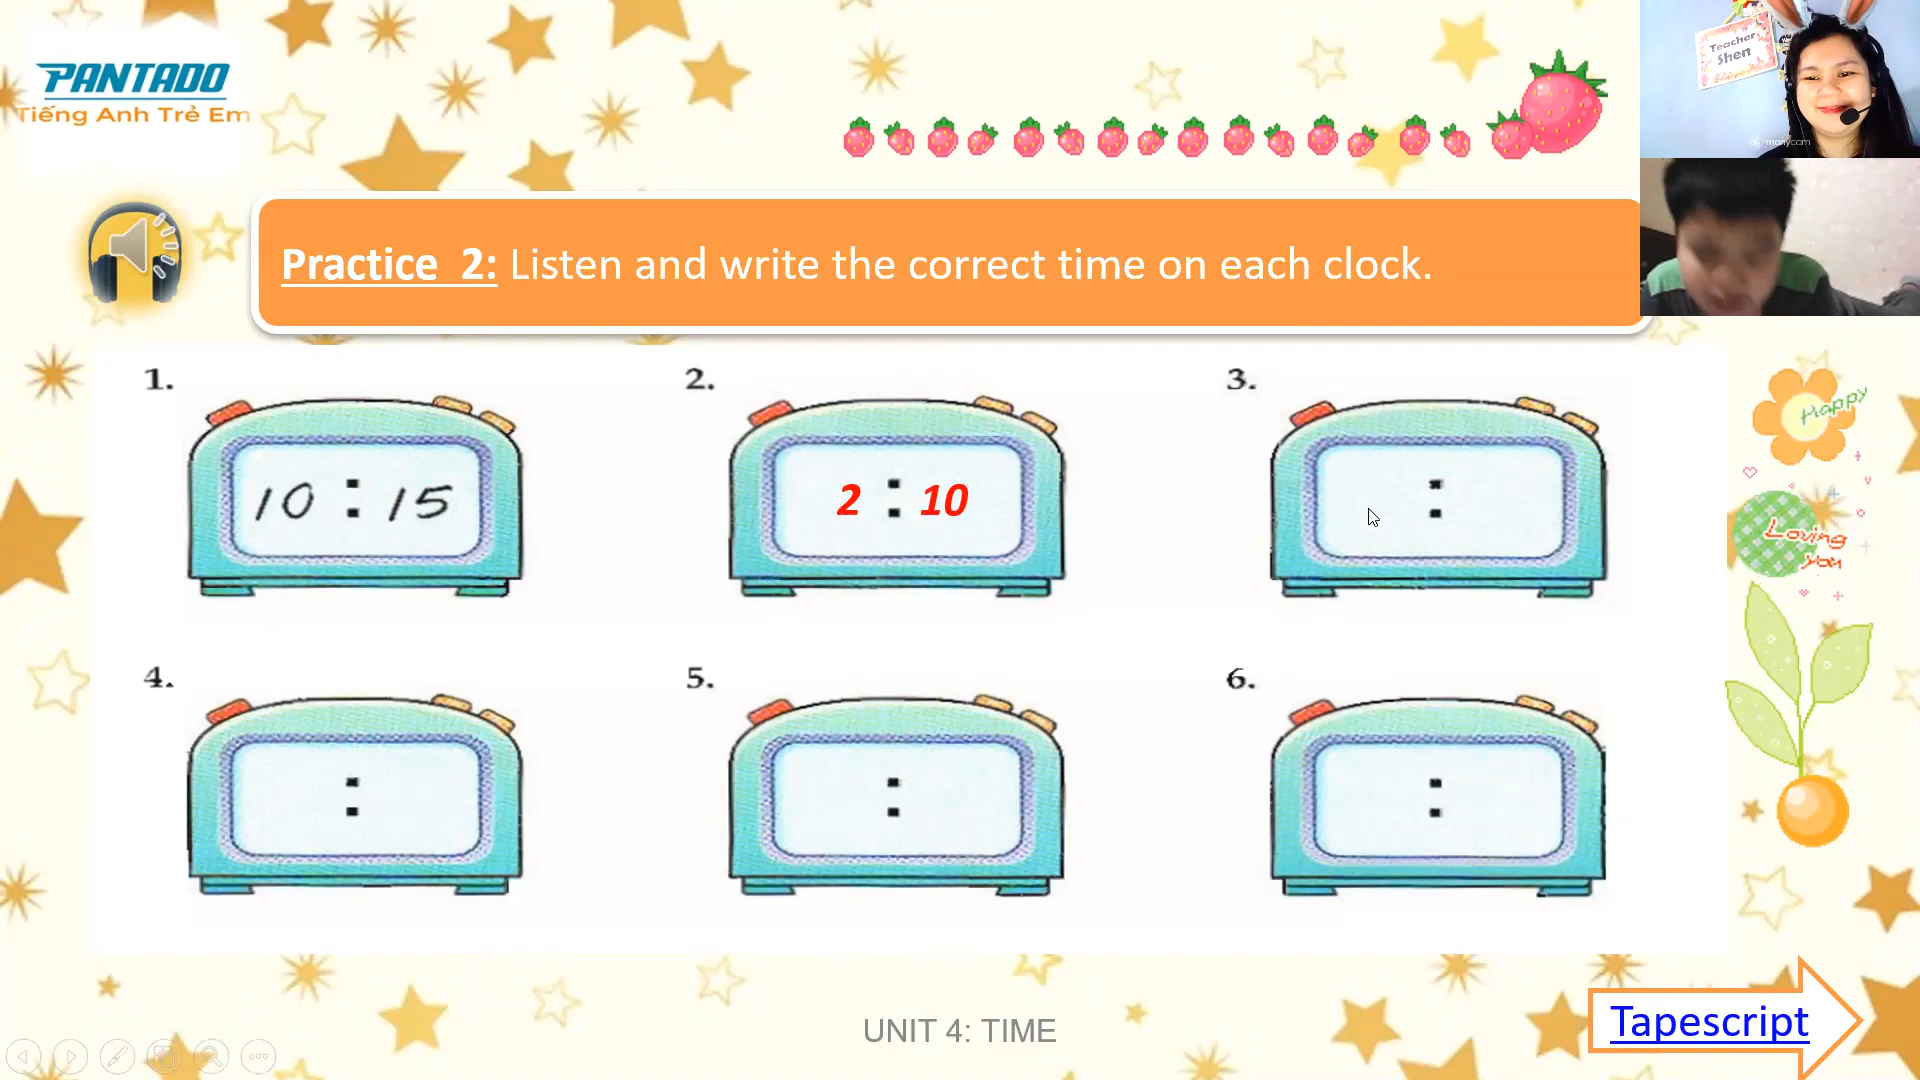 PANTADO
Tiếng Anh Trẻ Em
Teacher
Shen
manycam
Practice 2: Listen and write the correct time on each clock.
1.
2.
3.
10 : 15
2 : 10
:
4.
5.
6.
:
:
:
Happy
Loving
you
UNIT 4: TIME
Tapescript